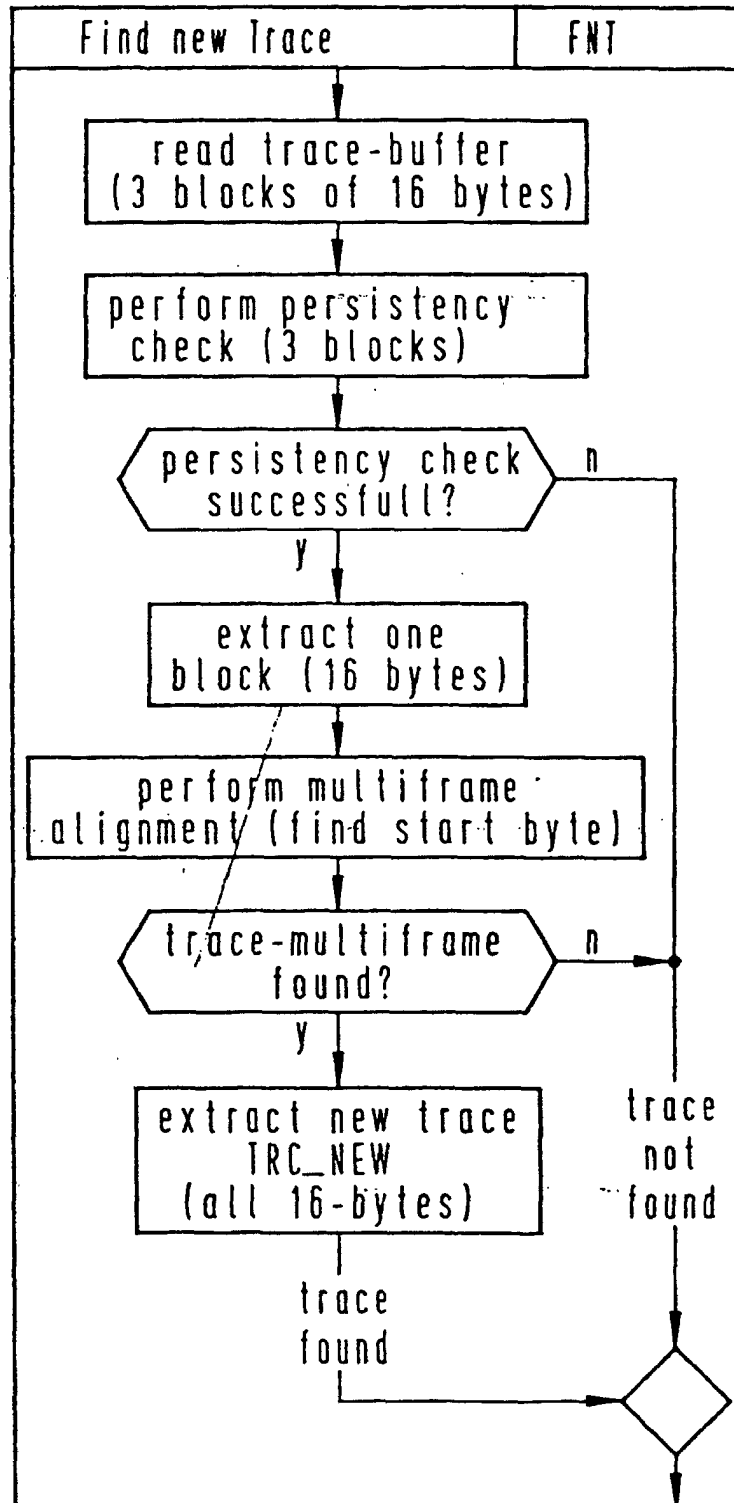 Find new Trace
FNT
read trace-buffer
(3 blocks of 16 bytes)
perform persistency
check (3 blocks)
persistency check
successfull?
n
y
extract one
block (16 bytes)
perform multiframe
alignment (find start byte)
trace-multiframe
found?
n
y
extract new trace
TRC_NEW
(all 16-bytes)
trace
not
found
trace
found